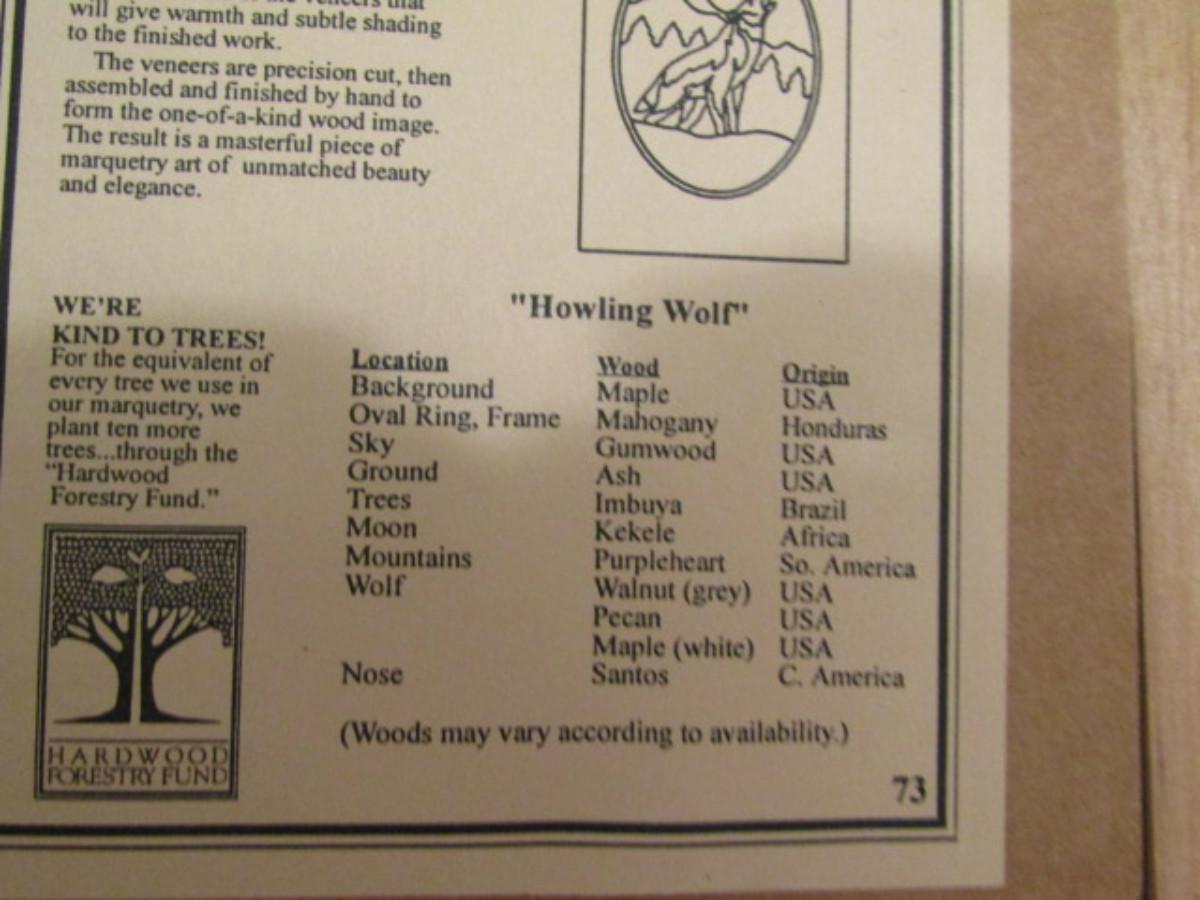 will give warmth and subtle shading
to the finished work.
The veneers are precision cut, then
assembled and finished by hand to
form the one-of-a-kind wood image.
The result is a masterful piece of
marquetry art of unmatched beauty
and elegance.
WE'RE
KIND TO TREES!
For the equivalent of
every tree we use in
our marquetry, we
plant ten more
trees...through the
"Hardwood
Forestry Fund."
HARDWOOD
FORESTRY FUND
"Howling Wolf"
Location Wood Origin
Background Maple USA
Oval Ring, Frame Mahogany Honduras
Sky Gumwood USA
Ground Ash USA
Trees Imbuya Brazil
Moon Kekele Africa
Mountains Purpleheart So. America
Wolf Walnut (grey) USA
Pecan USA
Maple (white) USA
Nose Santos C. America
(Woods may vary according to availability.)
73